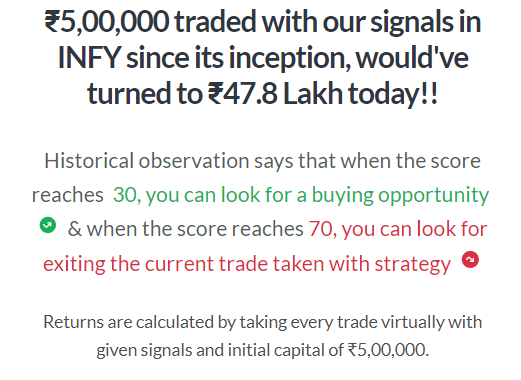 ₹5,00,000 traded with our signals in
INFY since its inception, would've
turned to ₹47.8 Lakh today!!
Historical observation says that when the score
reaches 30, you can look for a buying opportunity
& when the score reaches 70, you can look for
exiting the current trade taken with strategy
Returns are calculated by taking every trade virtually with
given signals and initial capital of ₹5,00,000.